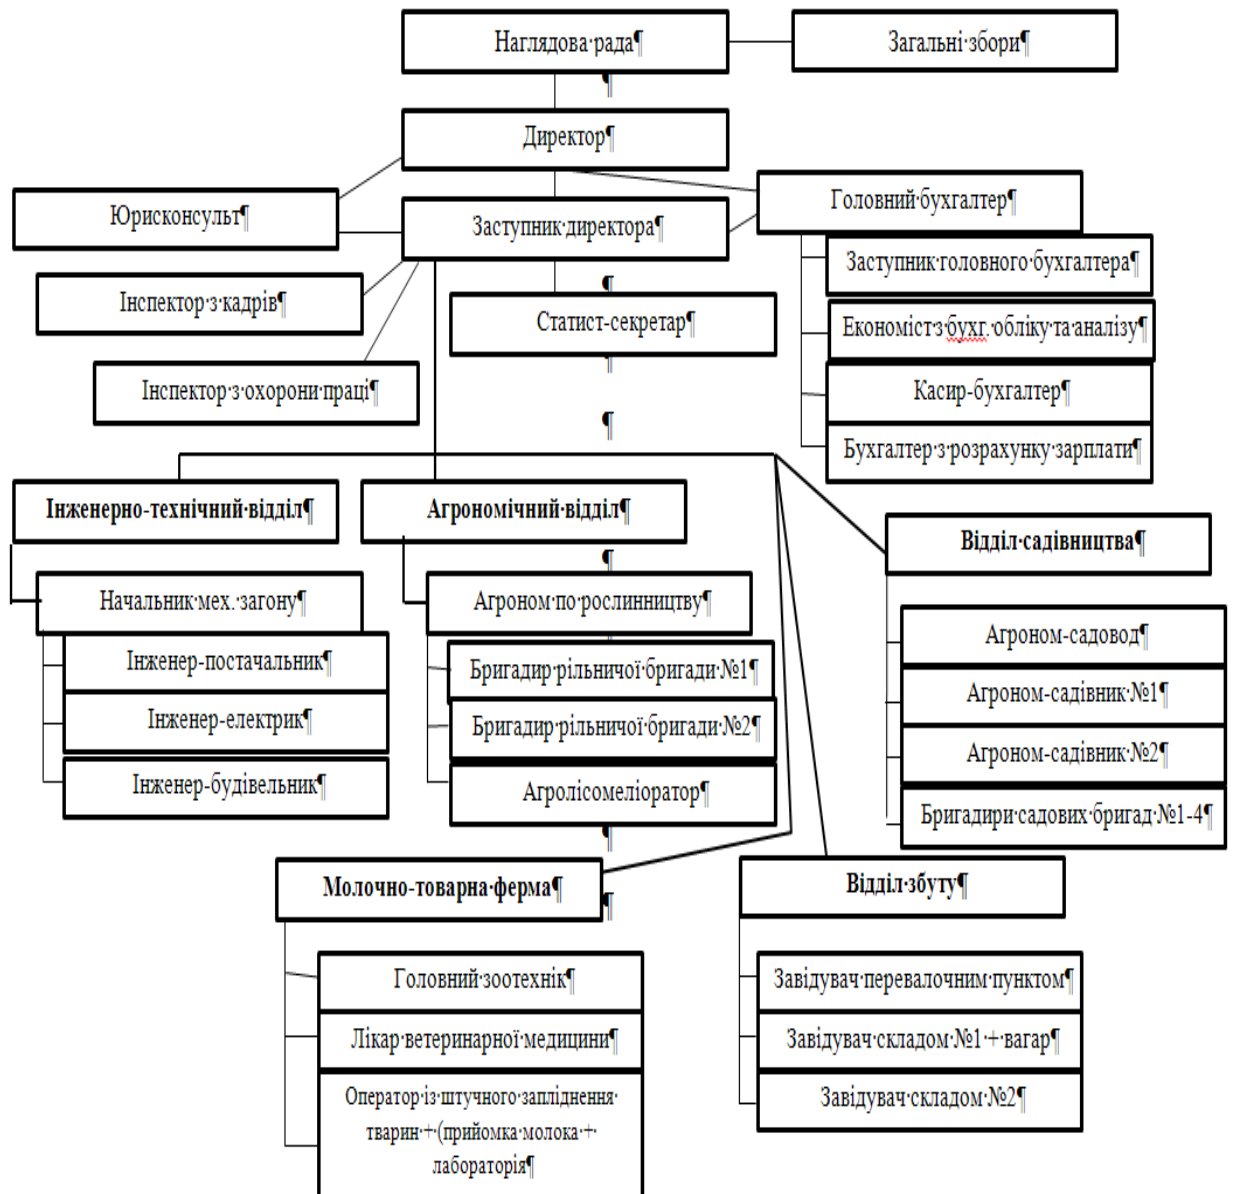 Наглядова·рада¶
Загальні·збори¶
¶
Директор¶
Юрисконсульт¶
Заступник·директора¶
Головний·бухгалтер¶
Заступник·головного·бухгалтера¶
Інспектор·з·кадрів¶
¶
Статист-секретар¶
Економіст·з·бухг.·обліку·та·аналізу¶
¶
Інспектор·з·охорони·праці¶
Касир-бухгалтер¶
¶
Бухгалтер·з·розрахунку·зарплати¶
Інженерно-технічний·відділ¶
Агрономічний·відділ¶
Відділ·садівництва¶
¶
Начальник·мех.·загону¶
Інженер-постачальник¶
Інженер-електрик¶
Інженер-будівельник¶
Агроном·по·рослинництву¶
Бригадир·рільничої·бригади·№1¶
Бригадир·рільничої·бригади·№2¶
Агролісомеліоратор¶
¶
Агроном-садовод¶
Агроном-садівник·№1¶
Агроном-садівник·№2¶
Бригадири·садових·бригад·№1-4¶
Молочно-товарна·ферма¶
¶
Головний·зоотехнік¶
Лікар·ветеринарної·медицини¶
Оператор·із·штучного·запліднення·
тварин·+·(прийомка·молока·+·
лабораторія¶
Відділ·збуту¶
Завідувач·перевалочним·пунктом¶
Завідувач·складом·№1·+·вагар¶
Завідувач·складом·№2¶